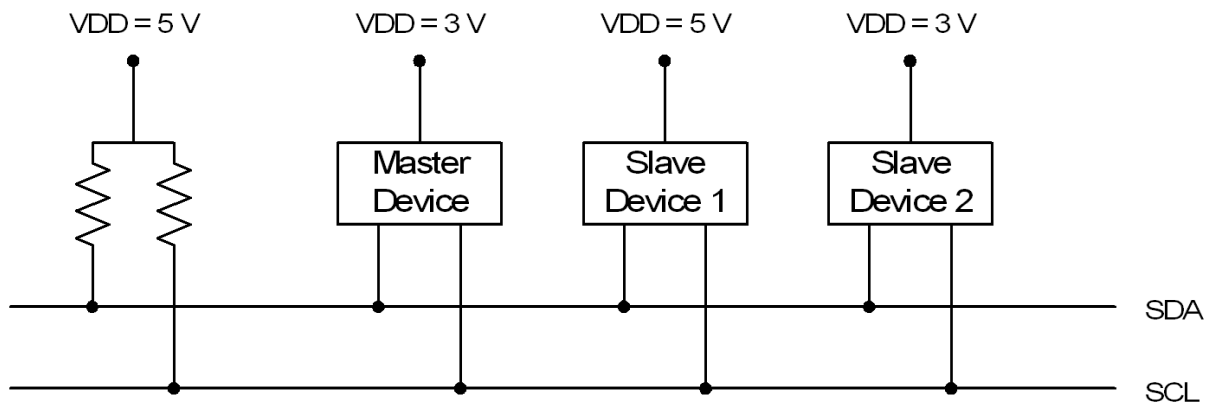 VDD = 5 V
VDD = 3 V
VDD = 5 V
VDD = 3 V
Master
Device
Slave
Device 1
Slave
Device 2
SDA
SCL